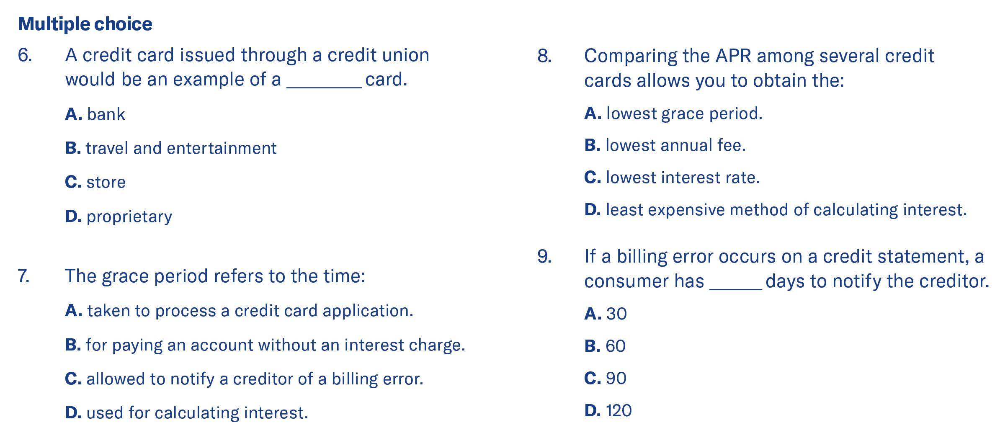 Multiple choice
6. A credit card issued through a credit union
would be an example of a ________ card.
A. bank
B. travel and entertainment
C. store
D. proprietary
7. The grace period refers to the time:
A. taken to process a credit card application.
B. for paying an account without an interest charge.
C. allowed to notify a creditor of a billing error.
D. used for calculating interest.
8. Comparing the APR among several credit
cards allows you to obtain the:
A. lowest grace period.
B. lowest annual fee.
C. lowest interest rate.
D. least expensive method of calculating interest.
9. If a billing error occurs on a credit statement, a
consumer has ______ days to notify the creditor.
A. 30
B. 60
C. 90
D. 120